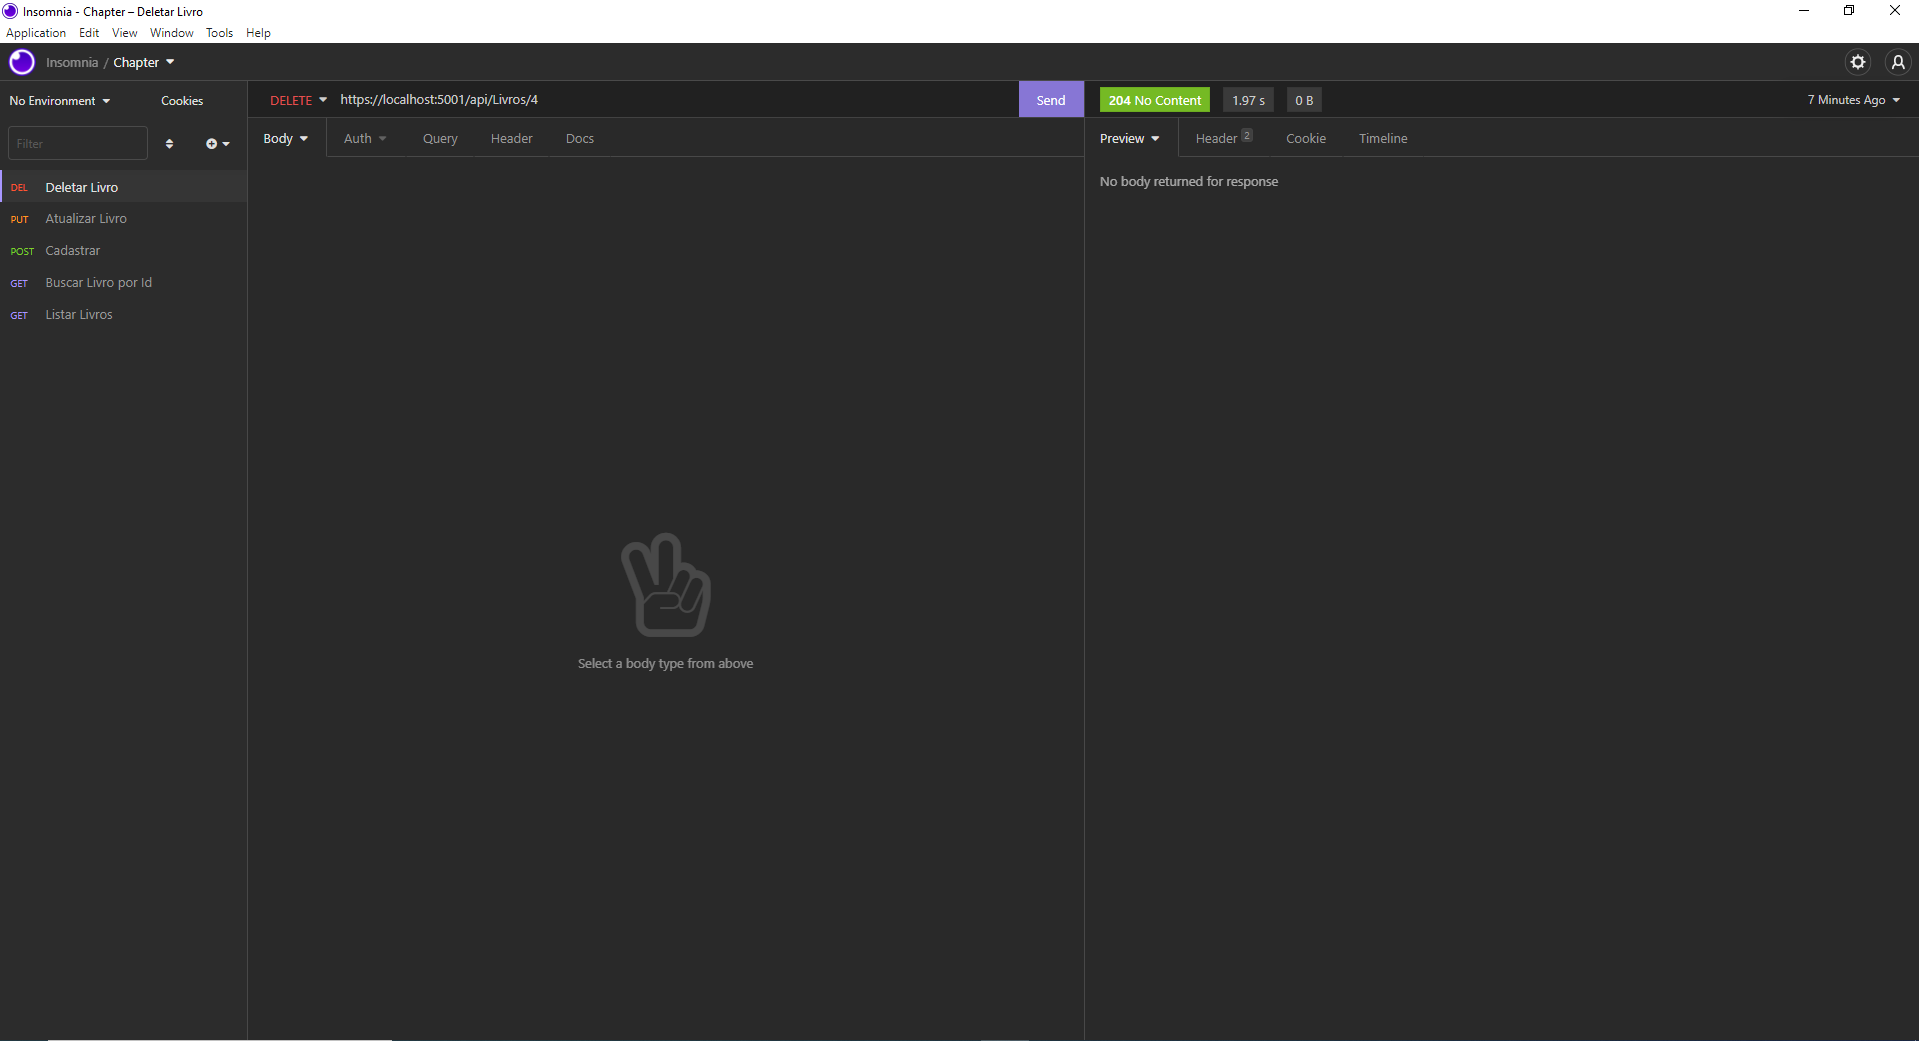 Insomnia - Chapter – Deletar Livro
Application Edit View Window Tools Help
Insomnia / Chapter
No Environment Cookies
DELETE https://localhost:5001/api/Livros/4 Send
204 No Content 1.97 s 0 B 7 Minutes Ago
Filter
Body Auth Query Header Docs
Preview Header 2 Cookie Timeline
DEL Deletar Livro
PUT Atualizar Livro
POST Cadastrar
GET Buscar Livro por Id
GET Listar Livros
No body returned for response
Select a body type from above